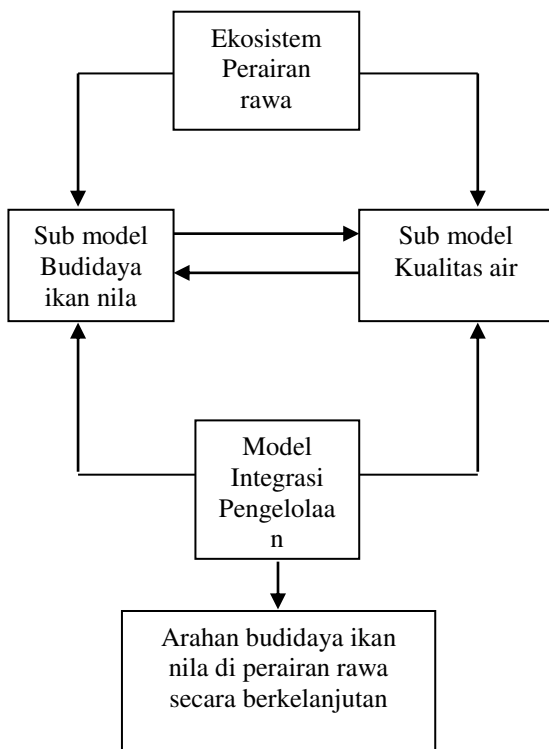 Ekosistem
Perairan
rawa
Sub model
Budidaya
ikan nila
Sub model
Kualitas air
Model
Integrasi
Pengelolaa
n
Arahan budidaya ikan
nila di perairan rawa
secara berkelanjutan